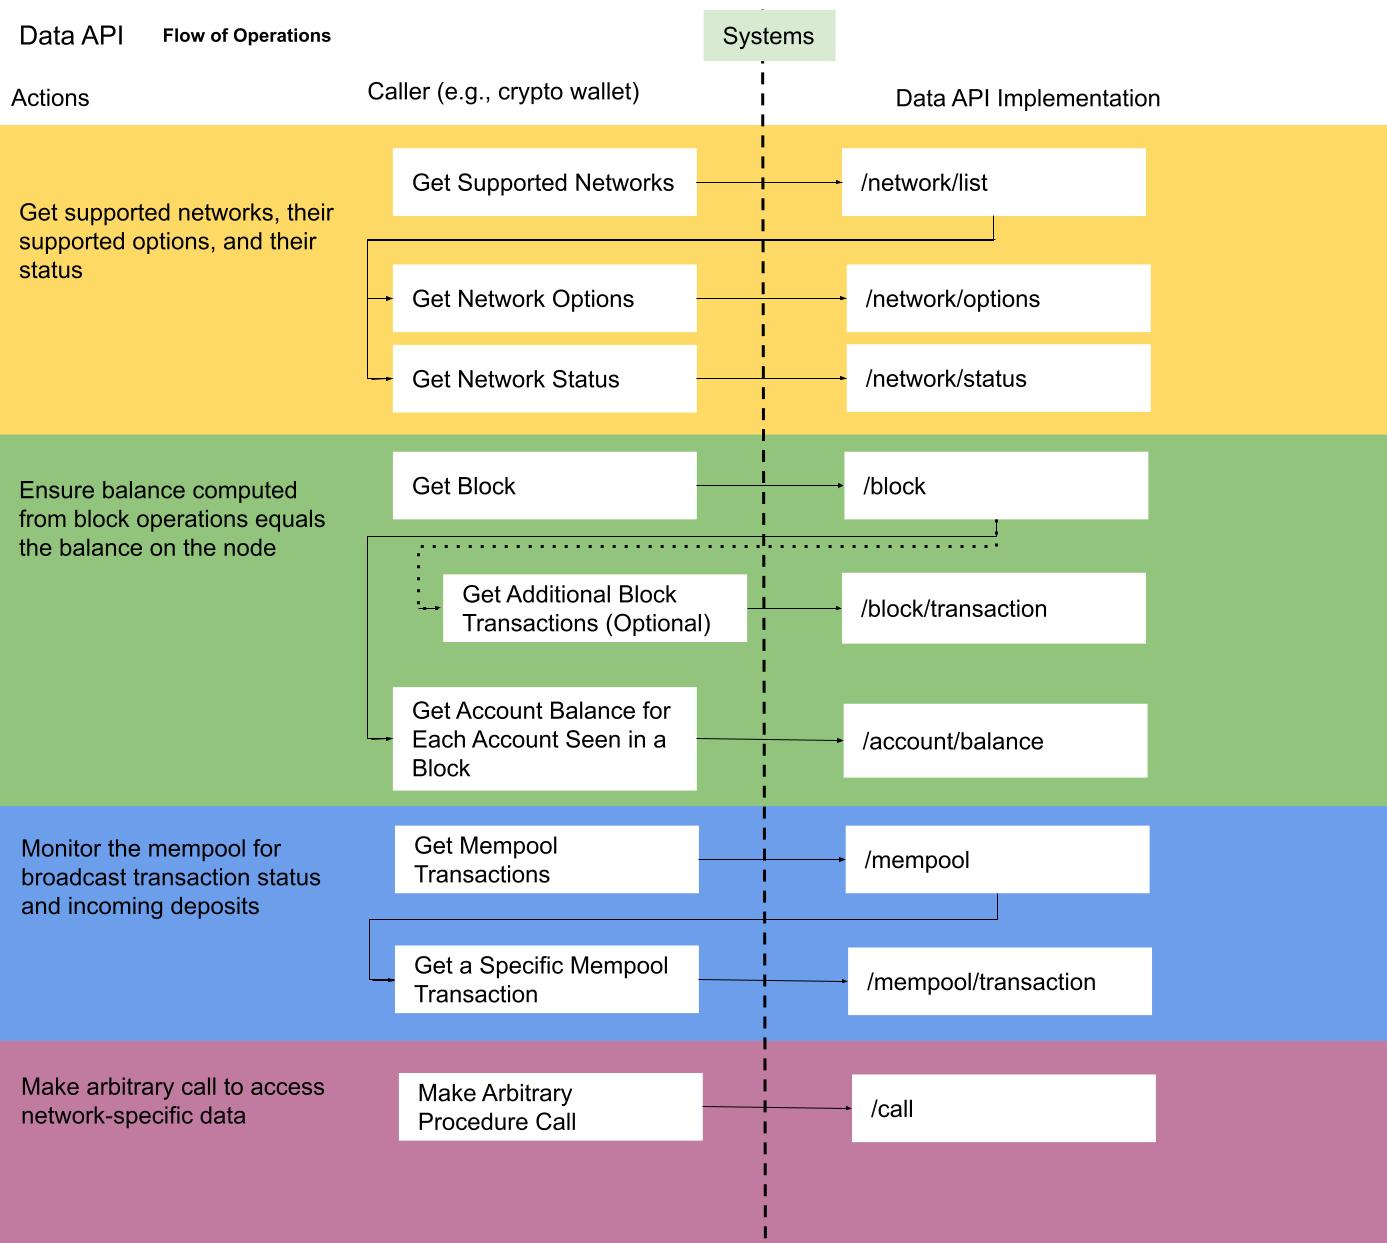 Data API
Flow of Operations
Systems
Actions
Caller (e.g., crypto wallet)
Data API Implementation
Get supported networks, their
supported options, and their
status
Get Supported Networks
/network/list
Get Network Options
/network/options
Get Network Status
/network/status
Ensure balance computed
from block operations equals
the balance on the node
Get Block
/block
Get Additional Block
Transactions (Optional)
/block/transaction
Get Account Balance for
Each Account Seen in a
Block
/account/balance
Monitor the mempool for
broadcast transaction status
and incoming deposits
Get Mempool
Transactions
/mempool
Get a Specific Mempool
Transaction
/mempool/transaction
Make arbitrary call to access
network-specific data
Make Arbitrary
Procedure Call
/call